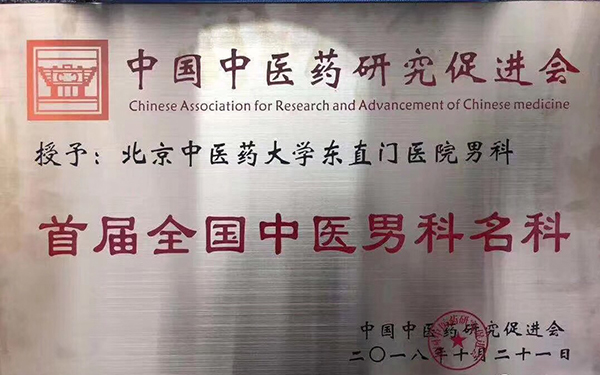 中国中医药研究促进会
Chinese Association for Research and Advancement of Chinese medicine
授予：北京中医药大学东直门医院男科
首届全国中医男科名科
中国中医药研究促进会
二〇一八年十月二十一日